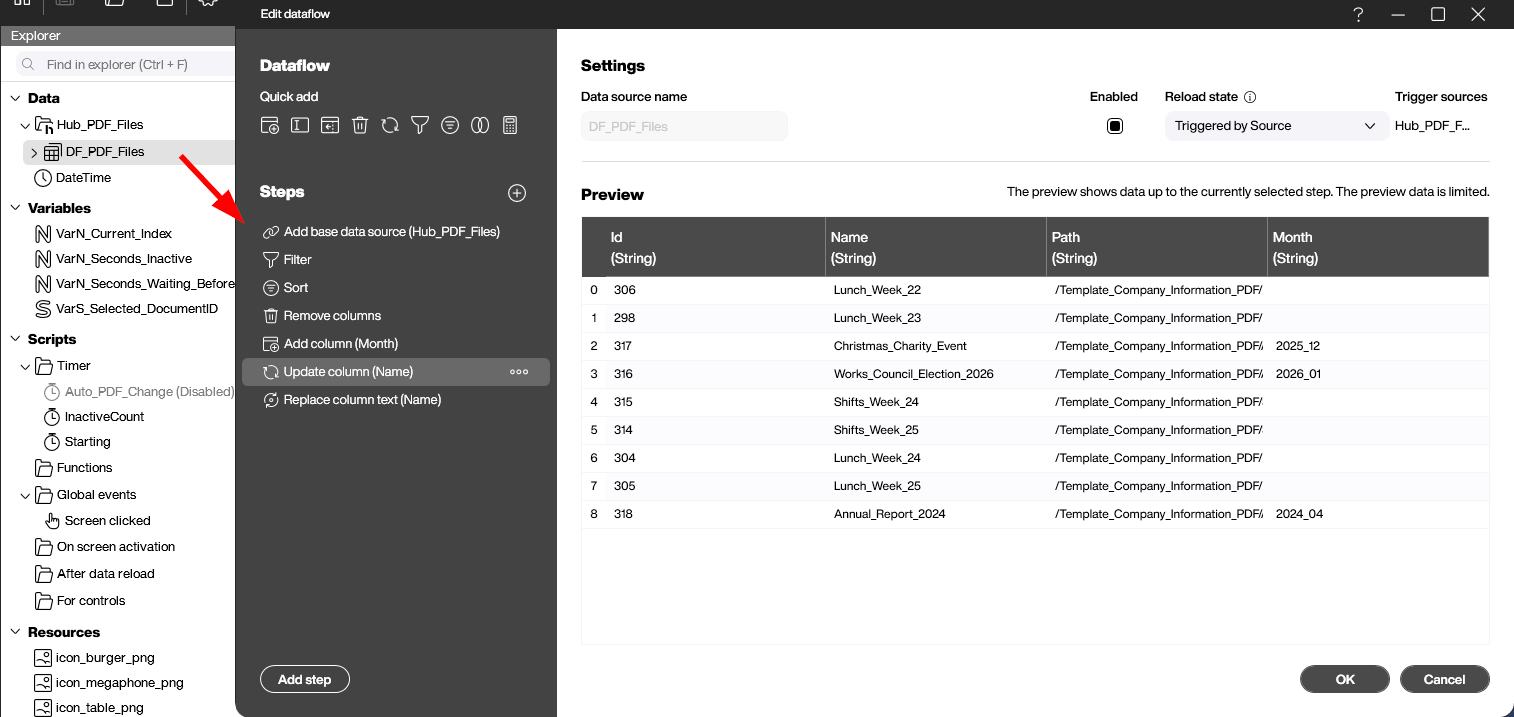 Edit dataflow
Explorer
Find in explorer (Ctrl + F)
Data
Hub_PDF_Files
DF_PDF_Files
DateTime
Variables
VarN_Current_Index
VarN_Seconds_Inactive
VarN_Seconds_Waiting_Before
VarS_Selected_DocumentID
Scripts
Timer
Auto_PDF_Change (Disabled)
InactiveCount
Starting
Functions
Global events
Screen clicked
On screen activation
After data reload
For controls
Resources
icon_burger_png
icon_megaphone_png
icon_table_png
Dataflow
Quick add
Steps
Add base data source (Hub_PDF_Files)
Filter
Sort
Remove columns
Add column (Month)
Update column (Name)
Replace column text (Name)
Add step
Settings
Data source name Enabled Reload state Trigger sources
DF_PDF_Files Triggered by Source Hub_PDF_F...
Preview The preview shows data up to the currently selected step. The preview data is limited.
Id Name Path Month
(String) (String) (String) (String)
0 306 Lunch_Week_22 /Template_Company_Information_PDF/
1 298 Lunch_Week_23 /Template_Company_Information_PDF/
2 317 Christmas_Charity_Event /Template_Company_Information_PDF/ 2025_12
3 316 Works_Council_Election_2026 /Template_Company_Information_PDF/ 2026_01
4 315 Shifts_Week_24 /Template_Company_Information_PDF/
5 314 Shifts_Week_25 /Template_Company_Information_PDF/
6 304 Lunch_Week_24 /Template_Company_Information_PDF/
7 305 Lunch_Week_25 /Template_Company_Information_PDF/
8 318 Annual_Report_2024 /Template_Company_Information_PDF/ 2024_04
OK Cancel